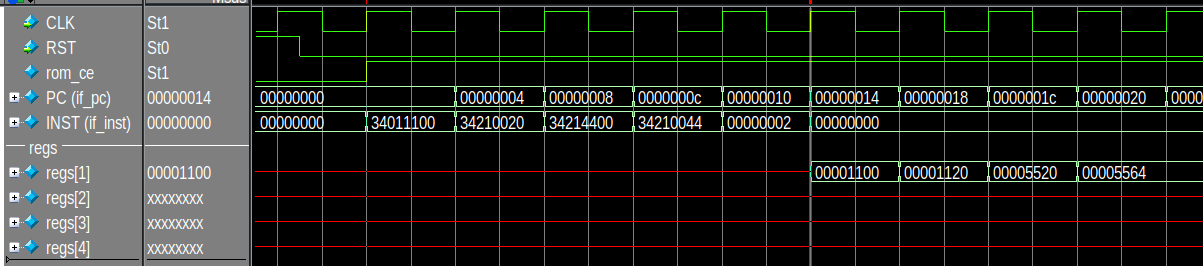 Msgs
CLK St1
RST St0
rom_ce St1
PC (if_pc) 00000014 00000000 00000004 00000008 0000000c 00000010 00000014 00000018 0000001c 00000020 0000
INST (if_inst) 00000000 00000000 34011100 34210020 34214400 34210044 00000002 00000000
regs
regs[1] 00001100 00001100 00001120 00005520 00005564
regs[2] xxxxxxxx
regs[3] xxxxxxxx
regs[4] xxxxxxxx